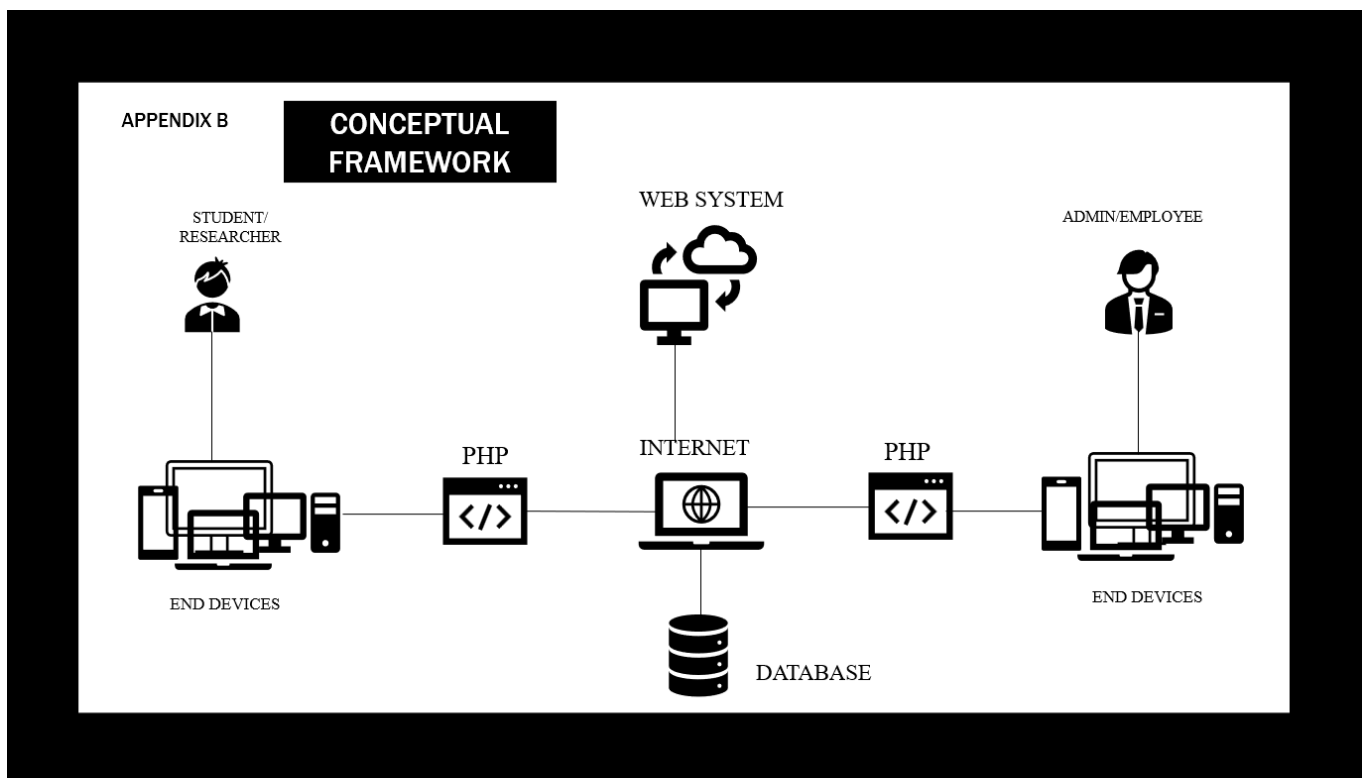 APPENDIX B
CONCEPTUAL
FRAMEWORK
STUDENT/
RESEARCHER
WEB SYSTEM
ADMIN/EMPLOYEE
PHP
</>
INTERNET
PHP
</>
END DEVICES
END DEVICES
DATABASE